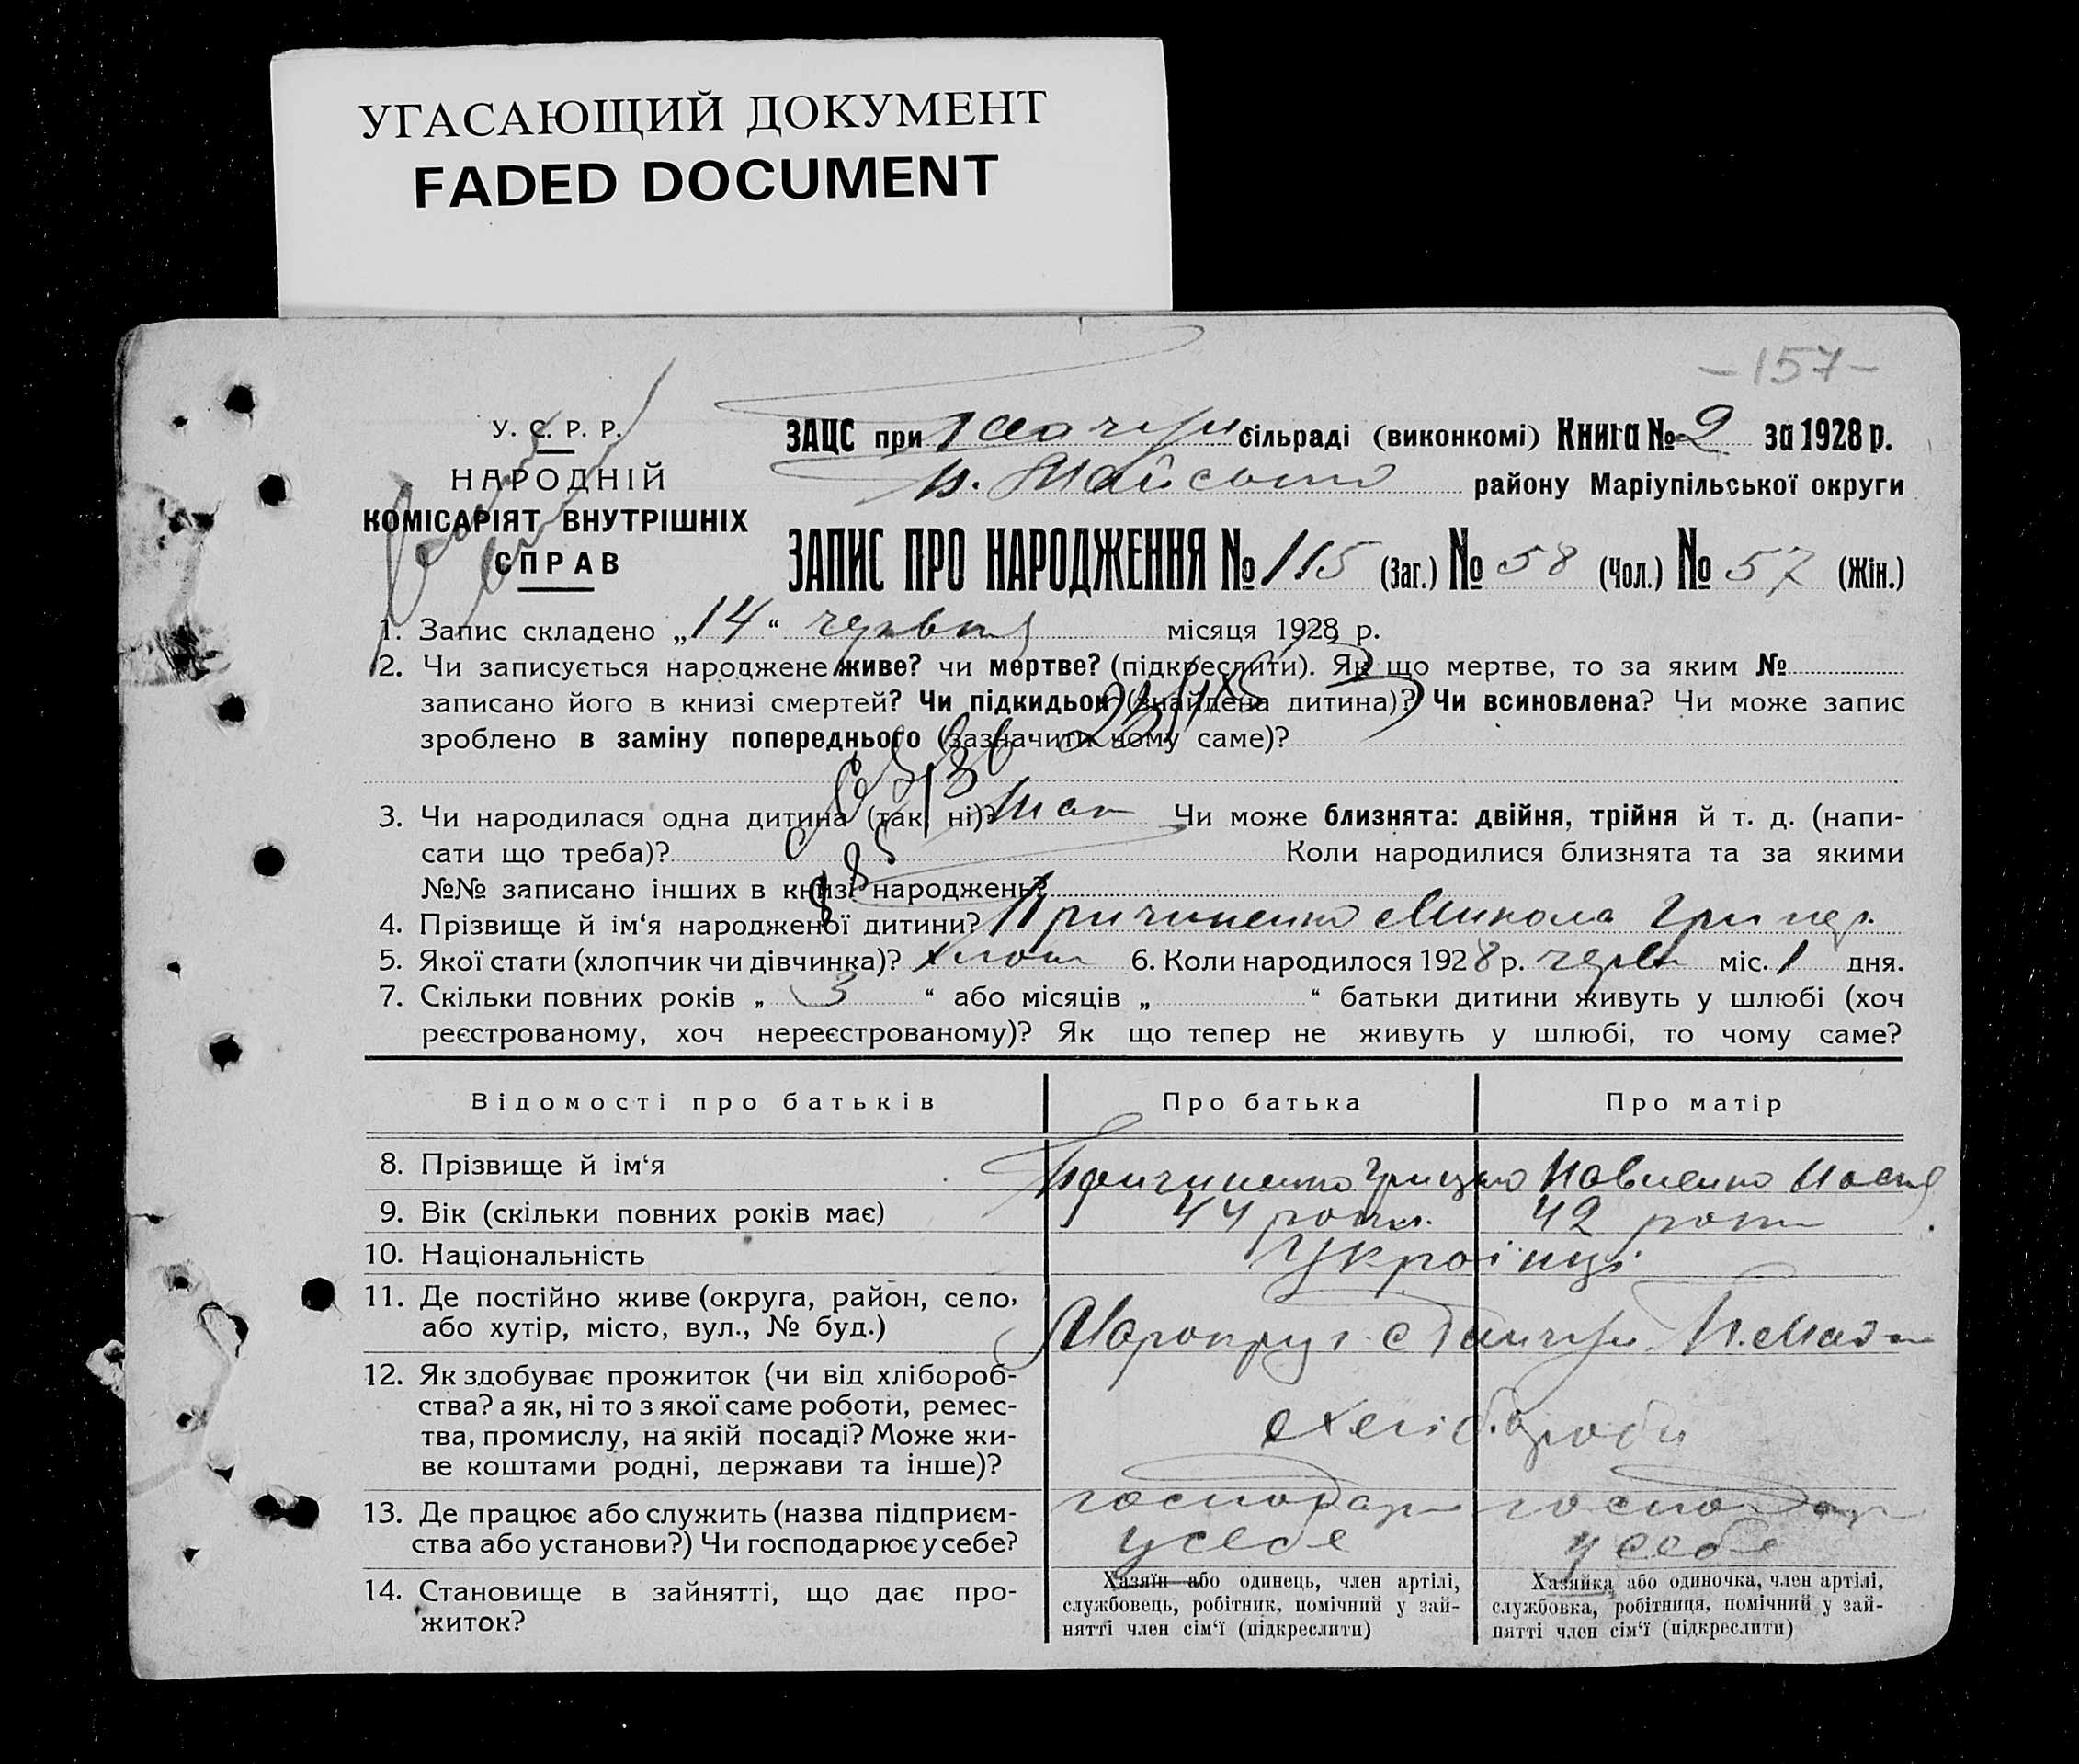 УГАСАЮЩИЙ ДОКУМЕНТ
FADED DOCUMENT
-157-
У. С. Р. Р.
НАРОДНІЙ
КОМІСАРІЯТ ВНУТРІШНІХ
СПРАВ
ЗАЦС при сільраді (виконкомі) Книга № 2 за 1928 р.
району Маріупільської округи
ЗАПИС ПРО НАРОДЖЕННЯ № 115 (Заг.) № 58 (Чол.) № 57 (Жін.)
1. Запис складено „14“ червня місяця 1928 р.
2. Чи записується народжене живе? чи мертве? (підкреслити). Як що мертве, то за яким №
записано його в книзі смертей? Чи підкидьок (знайдена дитина)? Чи всиновлена? Чи може запис
зроблено в заміну попереднього (зазначити чому саме)?
3. Чи народилася одна дитина (так, ні)? так Чи може близнята: двійня, трійня й т. д. (напи-
сати що треба)? Коли народилися близнята та за якими
№№ записано інших в книзі народжень?
4. Прізвище й ім‘я народженої дитини? Микола
5. Якої стати (хлопчик чи дівчинка)? хлоп 6. Коли народилося 1928 р. черв міс. 1 дня.
7. Скільки повних років „ 3 “ або місяців „ “ батьки дитини живуть у шлюбі (хоч
реєстрованому, хоч нереєстрованому)? Як що тепер не живуть у шлюбі, то чому саме?
Відомості про батьків Про батька Про матір
8. Прізвище й ім‘я Грицько
9. Вік (скільки повних років має) 44 роки. 42 роки
10. Національність Українці
11. Де постійно живе (округа, район, село,
або хутір, місто, вул., № буд.)
12. Як здобуває прожиток (чи від хлібороб-
ства? а як, ні то з якої саме роботи, ремес-
тва, промислу, на якій посаді? Може жи-
ве коштами родні, держави та інше)?
хлібороби
13. Де працює або служить (назва підприєм-
ства або установи?) Чи господарює у себе?
господар господар
у себе у себе
14. Становище в зайнятті, що дає про-
житок?
Хазяїн або одинець, член артілі,
службовець, робітник, помічний у зай-
нятті член сім‘ї (підкреслити)
Хазяйка або одиночка, член артілі,
службовка, робітниця, помічний у зай-
нятті член сім‘ї (підкреслити)